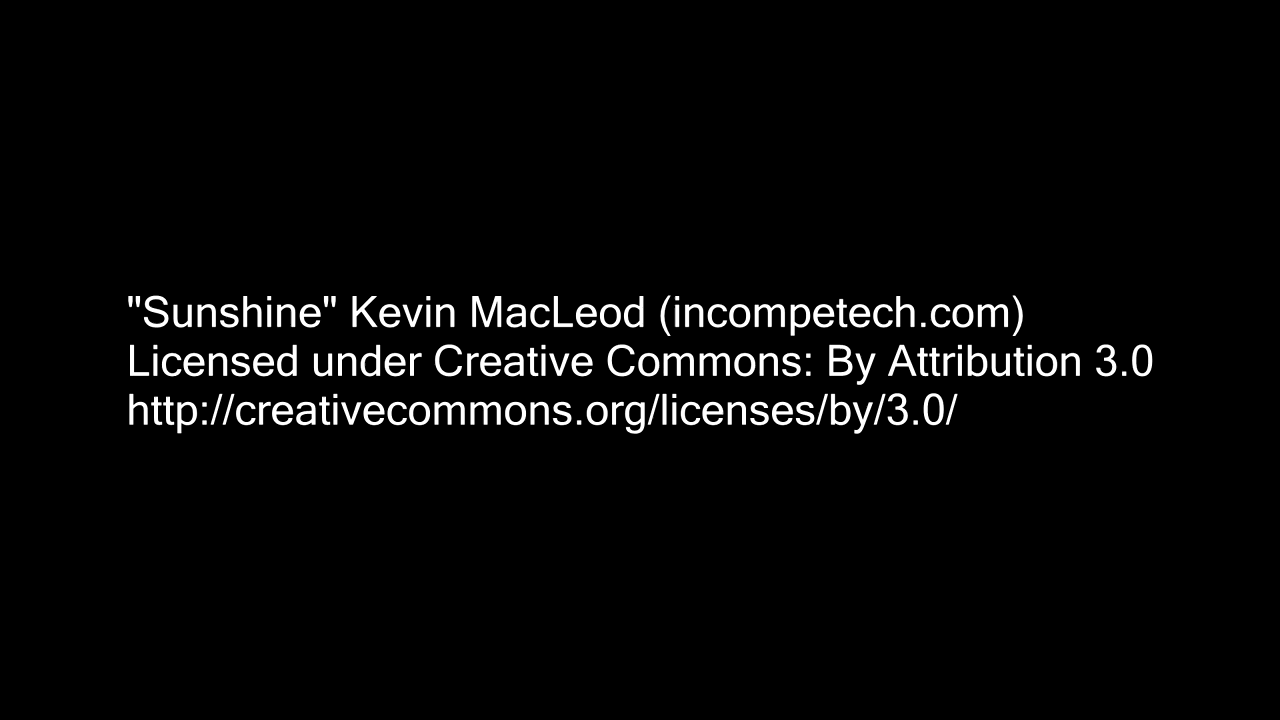 "Sunshine" Kevin MacLeod (incompetech.com)
Licensed under Creative Commons: By Attribution 3.0
http://creativecommons.org/licenses/by/3.0/